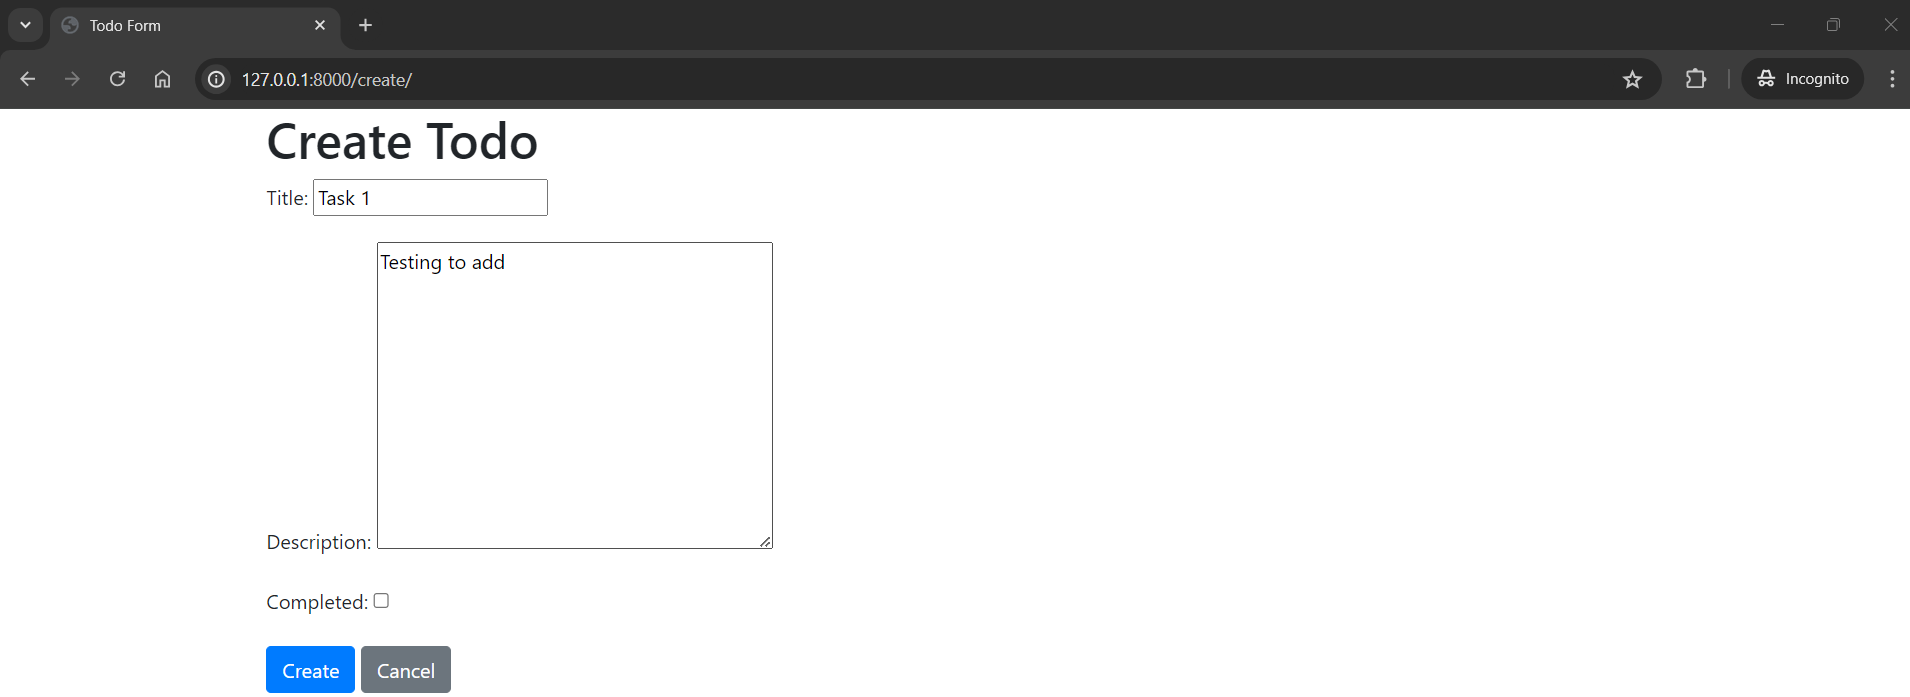 Todo Form
127.0.0.1:8000/create/
Incognito
Create Todo
Title: Task 1
Testing to add
Description:
Completed:
Create Cancel